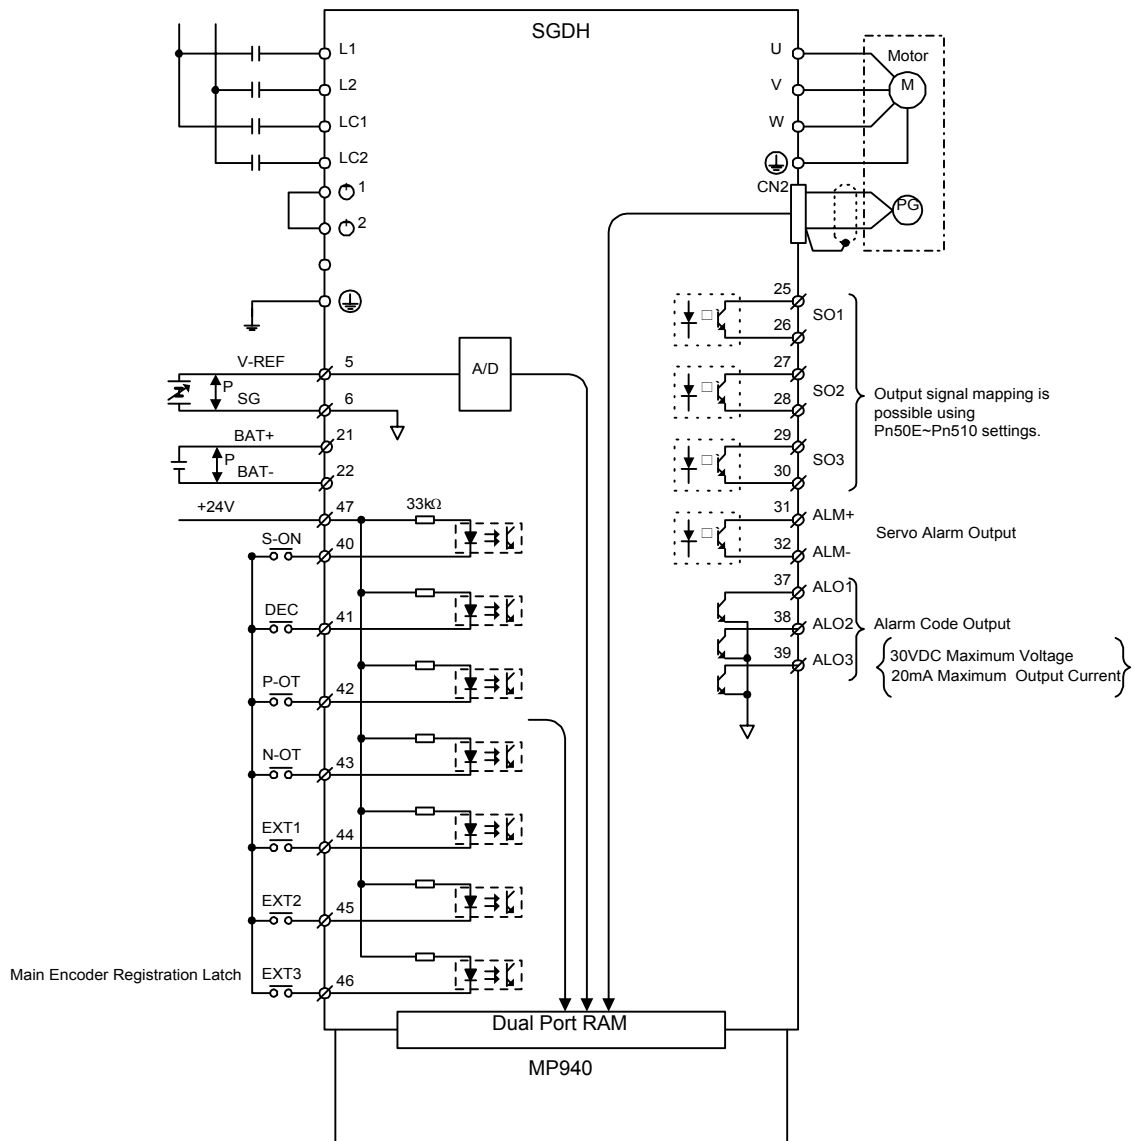 SGDH
L1
L2
LC1
LC2
1
2
U
V
W
Motor
M
CN2
PG
V-REF
5
P
SG
6
A/D
BAT+
21
P
BAT-
22
+24V
47
33kΩ
S-ON
40
DEC
41
P-OT
42
N-OT
43
EXT1
44
EXT2
45
Main Encoder Registration Latch
EXT3
46
25
SO1
26
27
SO2
28
29
SO3
30
Output signal mapping is
possible using
Pn50E~Pn510 settings.
31
ALM+
32
ALM-
Servo Alarm Output
37
ALO1
38
ALO2
39
ALO3
Alarm Code Output
30VDC Maximum Voltage
20mA Maximum Output Current
Dual Port RAM
MP940